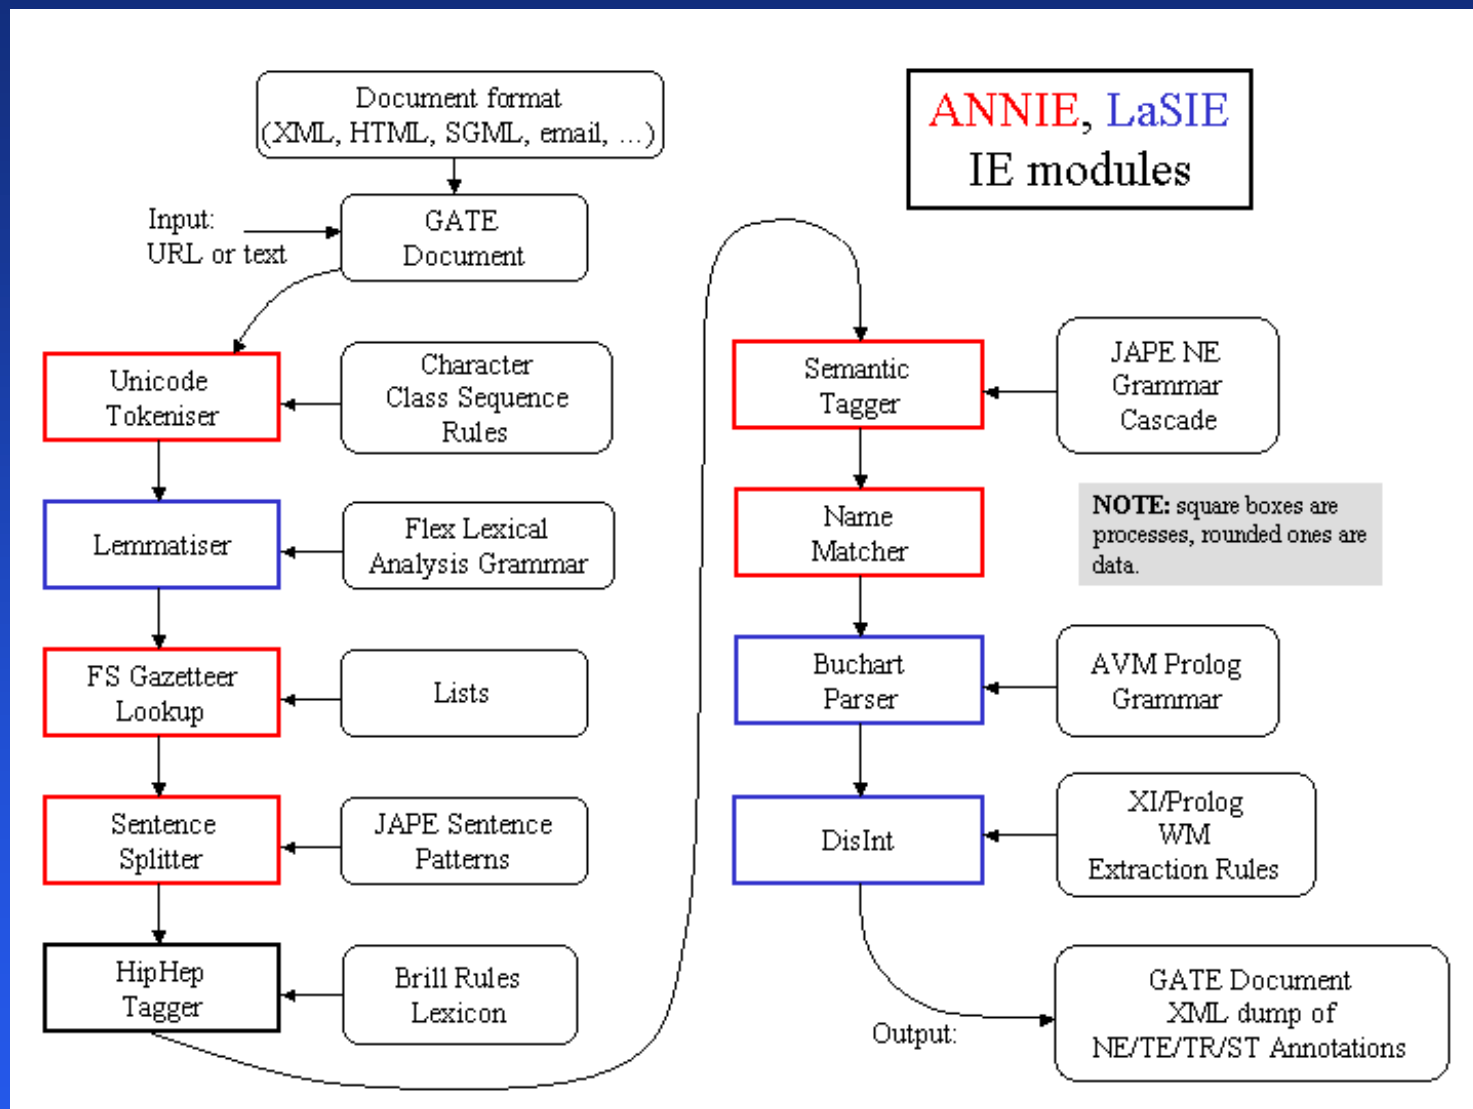 Document format
(XML, HTML, SGML, email, ...)
ANNIE, LaSIE
IE modules
Input:
URL or text
GATE
Document
Unicode
Tokeniser
Character
Class Sequence
Rules
Lemmatiser
Flex Lexical
Analysis Grammar
FS Gazetteer
Lookup
Lists
Sentence
Splitter
JAPE Sentence
Patterns
HipHep
Tagger
Brill Rules
Lexicon
Semantic
Tagger
JAPE NE
Grammar
Cascade
Name
Matcher
NOTE: square boxes are
processes, rounded ones are
data.
Buchart
Parser
AVM Prolog
Grammar
DisInt
XI/Prolog
WM
Extraction Rules
Output:
GATE Document
XML dump of
NE/TE/TR/ST Annotations